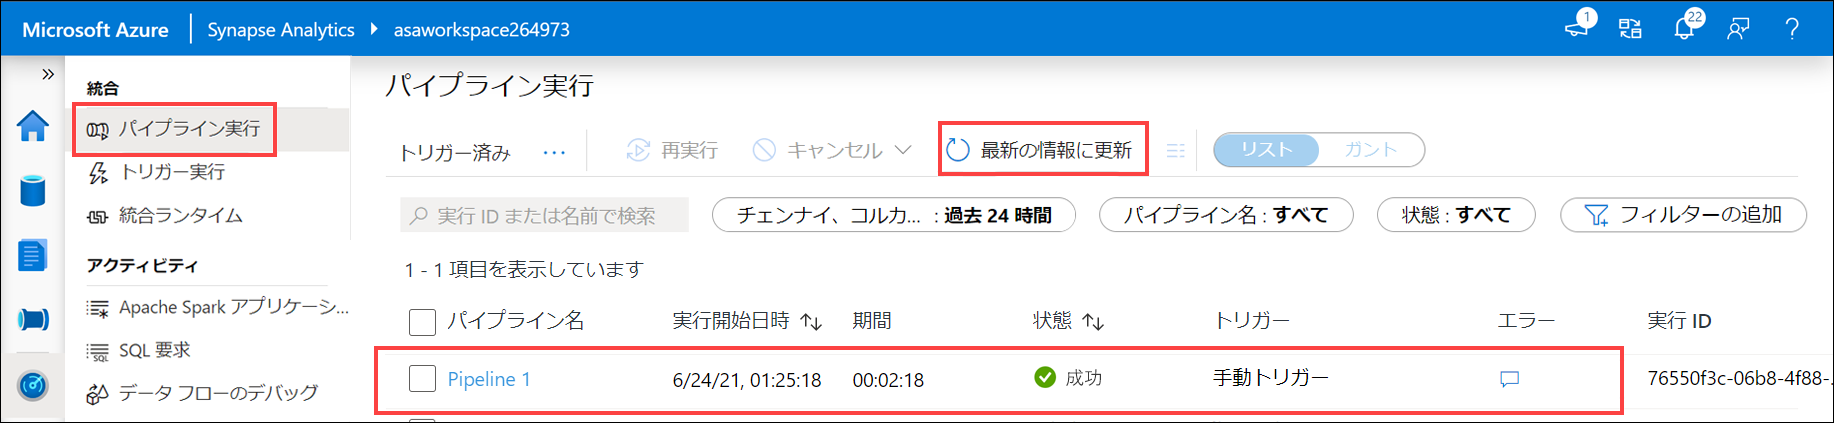 Microsoft Azure Synapse Analytics asaworkspace264973 1 22 ?
統合
パイプライン実行
トリガー実行
統合ランタイム
アクティビティ
Apache Spark アプリケーシ...
SQL 要求
データ フローのデバッグ
パイプライン実行
トリガー済み ... 再実行 キャンセル 最新の情報に更新 リスト ガント
実行 ID または名前で検索 チェンナイ、コルカ... : 過去 24 時間 パイプライン名 : すべて 状態 : すべて フィルターの追加
1 - 1 項目を表示しています
パイプライン名 実行開始日時 期間 状態 トリガー エラー 実行 ID
Pipeline 1 6/24/21, 01:25:18 00:02:18 成功 手動トリガー 76550f3c-06b8-4f88-...